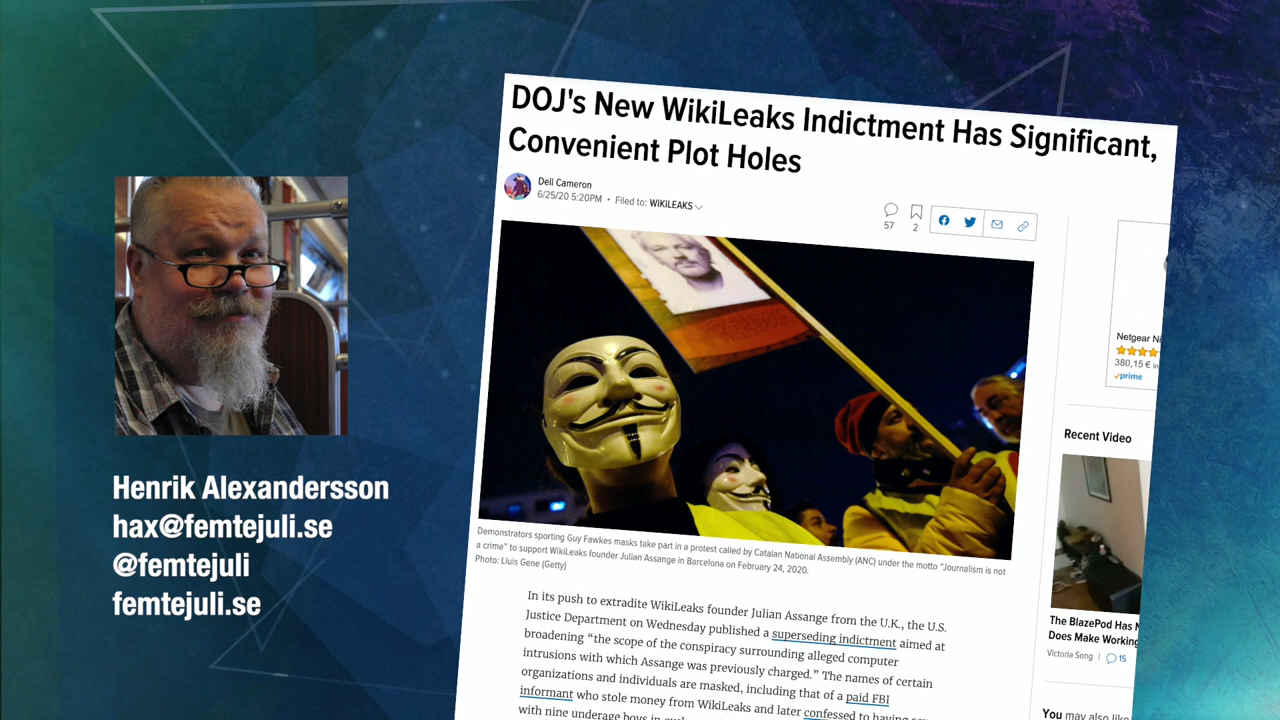 Henrik Alexandersson
hax@femtejuli.se
@femtejuli
femtejuli.se
DOJ's New WikiLeaks Indictment Has Significant,
Convenient Plot Holes
Dell Cameron
6/25/20 5:20PM • Filed to: WIKILEAKS
57
2
Demonstrators sporting Guy Fawkes masks take part in a protest called by Catalan National Assembly (ANC) under the motto "Journalism is not
a crime" to support WikiLeaks founder Julian Assange in Barcelona on February 24, 2020.
Photo: Lluis Gene (Getty)
In its push to extradite WikiLeaks founder Julian Assange from the U.K., the U.S.
Justice Department on Wednesday published a superseding indictment aimed at
broadening “the scope of the conspiracy surrounding alleged computer
intrusions with which Assange was previously charged.” The names of certain
organizations and individuals are masked, including that of a paid FBI
informant who stole money from WikiLeaks and later confessed to having
with nine underage boys in
Netgear
380,15 €
prime
Recent Video
The BlazePod Has
Does Make Working
Victoria Song | 15
You may also like